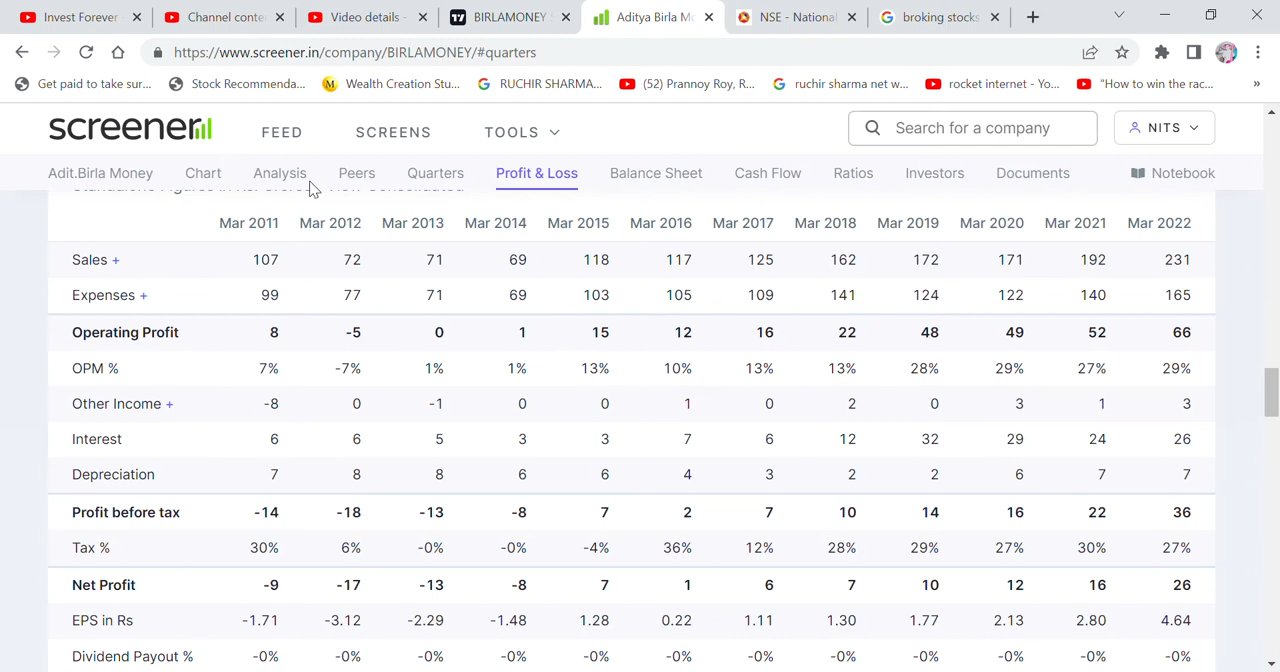 Invest Forever Channel conte Video details - BIRLAMONEY Aditya Birla Mo NSE - National broking stocks
https://www.screener.in/company/BIRLAMONEY/#quarters
Get paid to take sur... Stock Recommenda... Wealth Creation Stu... RUCHIR SHARMA... (52) Prannoy Roy, R... ruchir sharma net w... rocket internet - Yo... "How to win the rac... »
screener FEED SCREENS TOOLS Search for a company NITS
Adit.Birla Money Chart Analysis Peers Quarters Profit & Loss Balance Sheet Cash Flow Ratios Investors Documents Notebook
Mar 2011 Mar 2012 Mar 2013 Mar 2014 Mar 2015 Mar 2016 Mar 2017 Mar 2018 Mar 2019 Mar 2020 Mar 2021 Mar 2022
Sales + 107 72 71 69 118 117 125 162 172 171 192 231
Expenses + 99 77 71 69 103 105 109 141 124 122 140 165
Operating Profit 8 -5 0 1 15 12 16 22 48 49 52 66
OPM % 7% -7% 1% 1% 13% 10% 13% 13% 28% 29% 27% 29%
Other Income + -8 0 -1 0 0 1 0 2 0 3 1 3
Interest 6 6 5 3 3 7 6 12 32 29 24 26
Depreciation 7 8 8 6 6 4 3 2 2 6 7 7
Profit before tax -14 -18 -13 -8 7 2 7 10 14 16 22 36
Tax % 30% 6% -0% -0% -4% 36% 12% 28% 29% 27% 30% 27%
Net Profit -9 -17 -13 -8 7 1 6 7 10 12 16 26
EPS in Rs -1.71 -3.12 -2.29 -1.48 1.28 0.22 1.11 1.30 1.77 2.13 2.80 4.64
Dividend Payout % -0% -0% -0% -0% -0% -0% -0% -0% -0% -0% -0% -0%